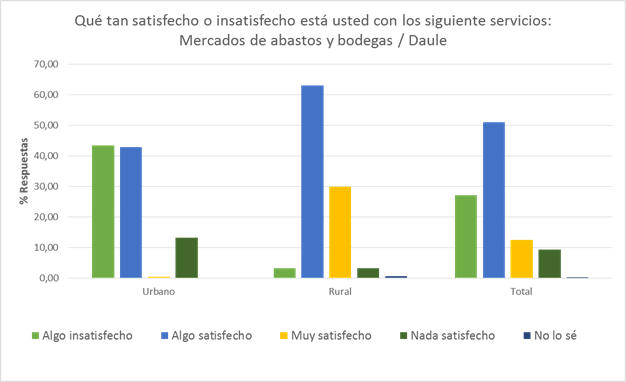 Qué tan satisfecho o insatisfecho está usted con los siguiente servicios:
Mercados de abastos y bodegas / Daule
% Respuestas
70,00
60,00
50,00
40,00
30,00
20,00
10,00
0,00
Urbano Rural Total
Algo insatisfecho Algo satisfecho Muy satisfecho Nada satisfecho No lo sé